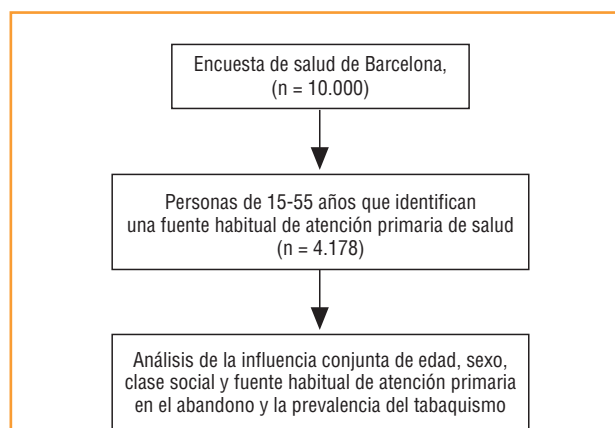 Encuesta de salud de Barcelona,
(n = 10.000)
Personas de 15-55 años que identifican
una fuente habitual de atención primaria de salud
(n = 4.178)
Análisis de la influencia conjunta de edad, sexo,
clase social y fuente habitual de atención primaria
en el abandono y la prevalencia del tabaquismo